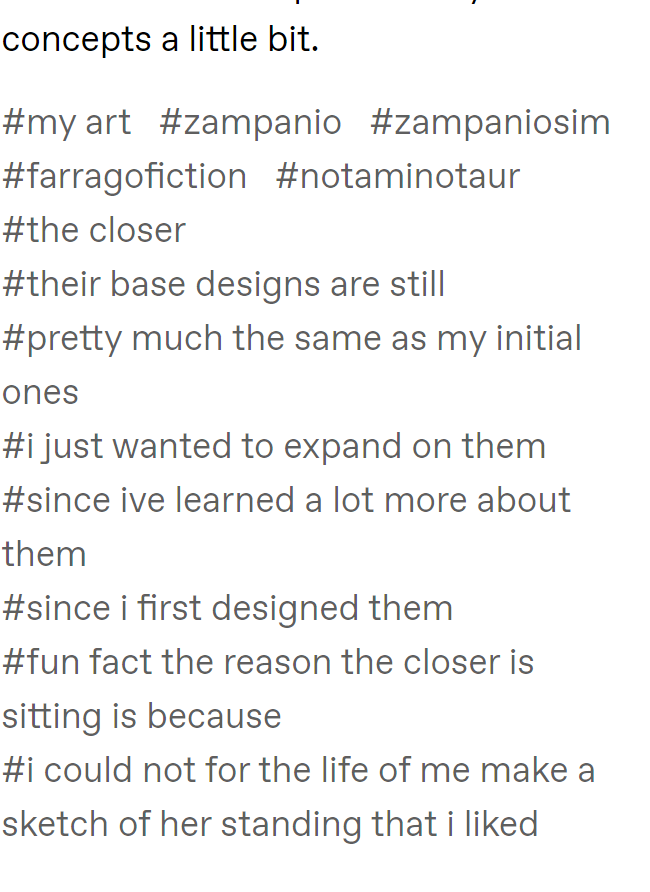 concepts a little bit.
#my art #zampanio #zampaniosim
#farragofiction #notaminotaur
#the closer
#their base designs are still
#pretty much the same as my initial
ones
#i just wanted to expand on them
#since ive learned a lot more about
them
#since i first designed them
#fun fact the reason the closer is
sitting is because
#i could not for the life of me make a
sketch of her standing that i liked